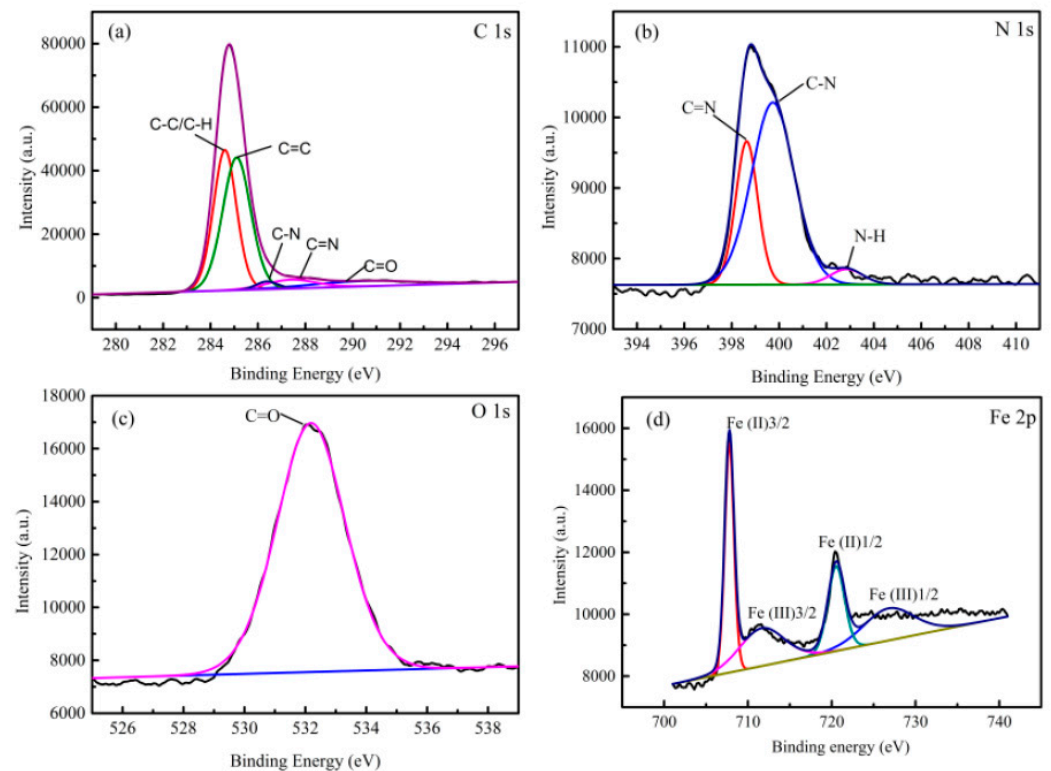 (a)
C 1s
80000
60000
40000
20000
0
C-C/C-H
C=C
C-N
C=N
C=O
280 282 284 286 288 290 292 294 296
Binding Energy (eV)
Intensity (a.u.)
(b)
N 1s
11000
10000
9000
8000
7000
C=N
C-N
N-H
394 396 398 400 402 404 406 408 410
Binding Energy (eV)
Intensity (a.u.)
(c)
O 1s
18000
16000
14000
12000
10000
8000
6000
C=O
526 528 530 532 534 536 538
Binding Energy (eV)
Intensity (a.u.)
(d)
Fe 2p
16000
14000
12000
10000
8000
Fe (II)3/2
Fe (II)1/2
Fe (III)3/2
Fe (III)1/2
700 710 720 730 740
Binding energy (eV)
Intensity (a.u.)